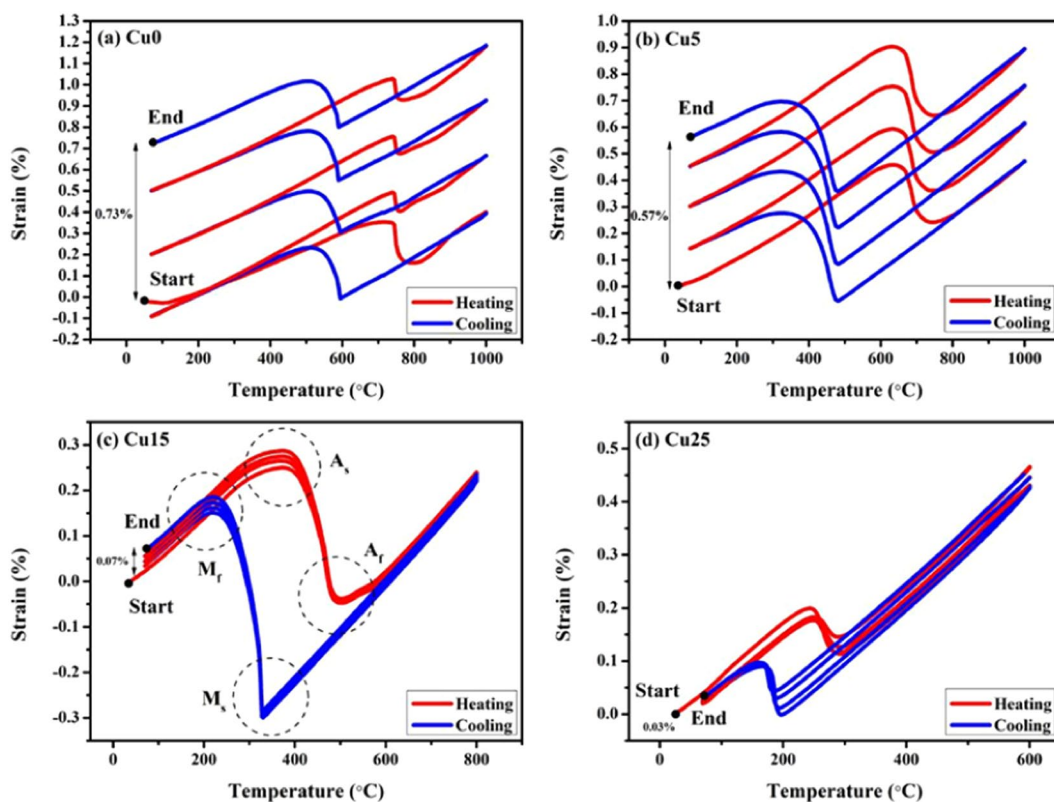 (a) Cu0
1.3
1.2
1.1
1.0
0.9
0.8
0.7
0.6
0.5
0.4
0.3
0.2
0.1
0.0
-0.1
-0.2
Strain (%)
End
0.73%
Start
Heating
Cooling
0 200 400 600 800 1000
Temperature (°C)
(b) Cu5
1.0
0.9
0.8
0.7
0.6
0.5
0.4
0.3
0.2
0.1
0.0
-0.1
-0.2
Strain (%)
End
0.57%
Start
Heating
Cooling
0 200 400 600 800 1000
Temperature (°C)
(c) Cu15
0.3
0.2
0.1
0.0
-0.1
-0.2
-0.3
Strain (%)
As
End
0.07%
Mf
Af
Start
Ms
Heating
Cooling
0 200 400 600 800
Temperature (°C)
(d) Cu25
0.5
0.4
0.3
0.2
0.1
0.0
Strain (%)
Start
End
0.03%
Heating
Cooling
0 200 400 600
Temperature (°C)